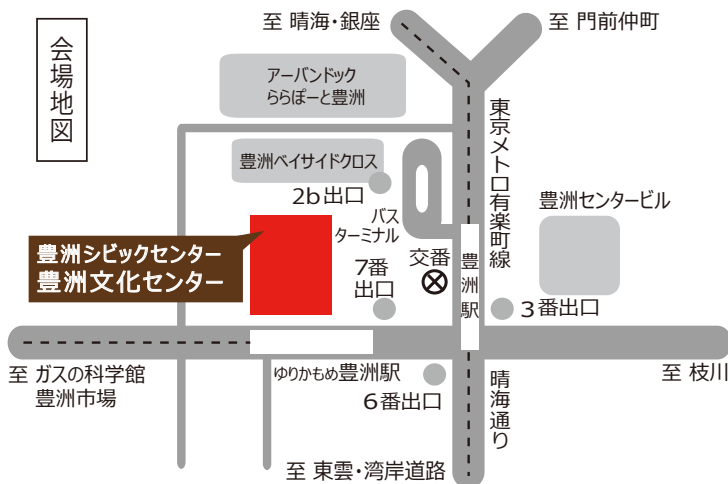 会場地図
至 晴海・銀座
至 門前仲町
アーバンドック
ららぽーと豊洲
東京メトロ有楽町線
豊洲ベイサイドクロス
2b出口
バス
ターミナル
豊洲センタービル
豊洲シビックセンター
豊洲文化センター
7番
出口
交番
豊洲駅
3番出口
至 ガスの科学館
豊洲市場
ゆりかもめ豊洲駅
6番出口
晴海通り
至 枝川
至 東雲・湾岸道路